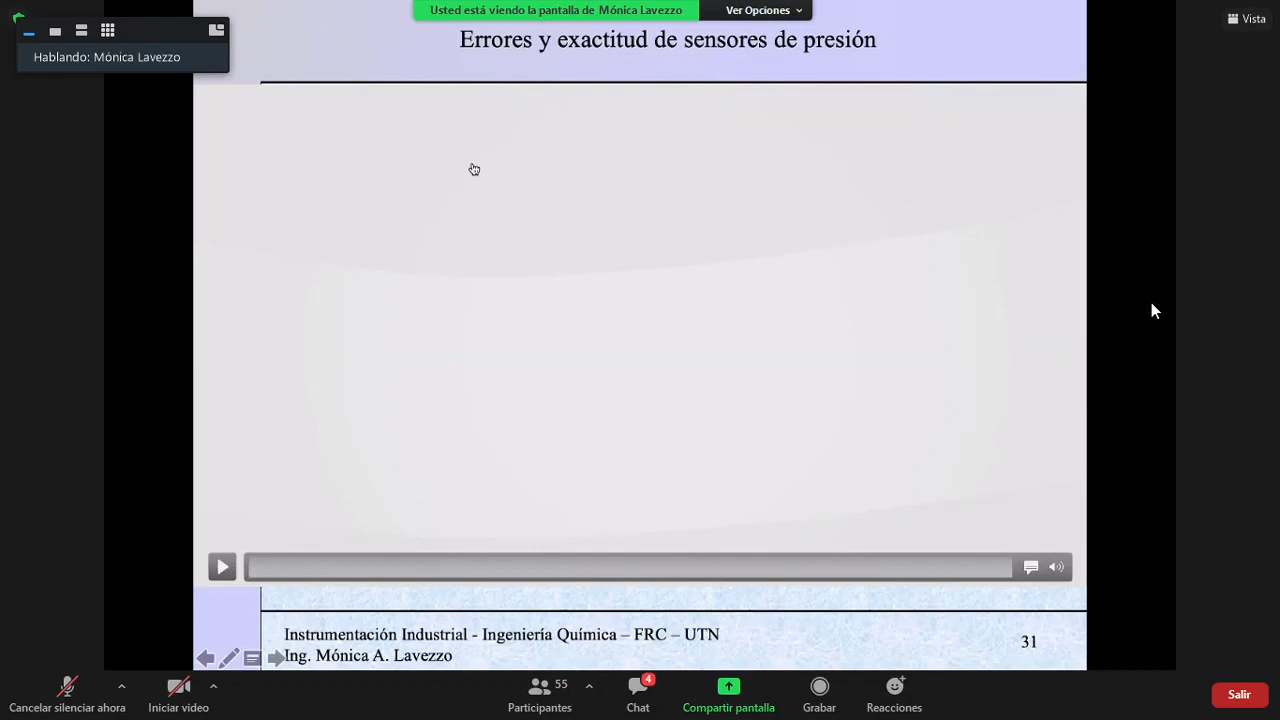 Usted está viendo la pantalla de Mónica Lavezzo
Ver Opciones
Vista
Hablando: Mónica Lavezzo
Errores y exactitud de sensores de presión
Instrumentación Industrial - Ingeniería Química – FRC – UTN
Ing. Mónica A. Lavezzo
31
Cancelar silenciar ahora
Iniciar video
55
Participantes
4
Chat
Compartir pantalla
Grabar
Reacciones
Salir